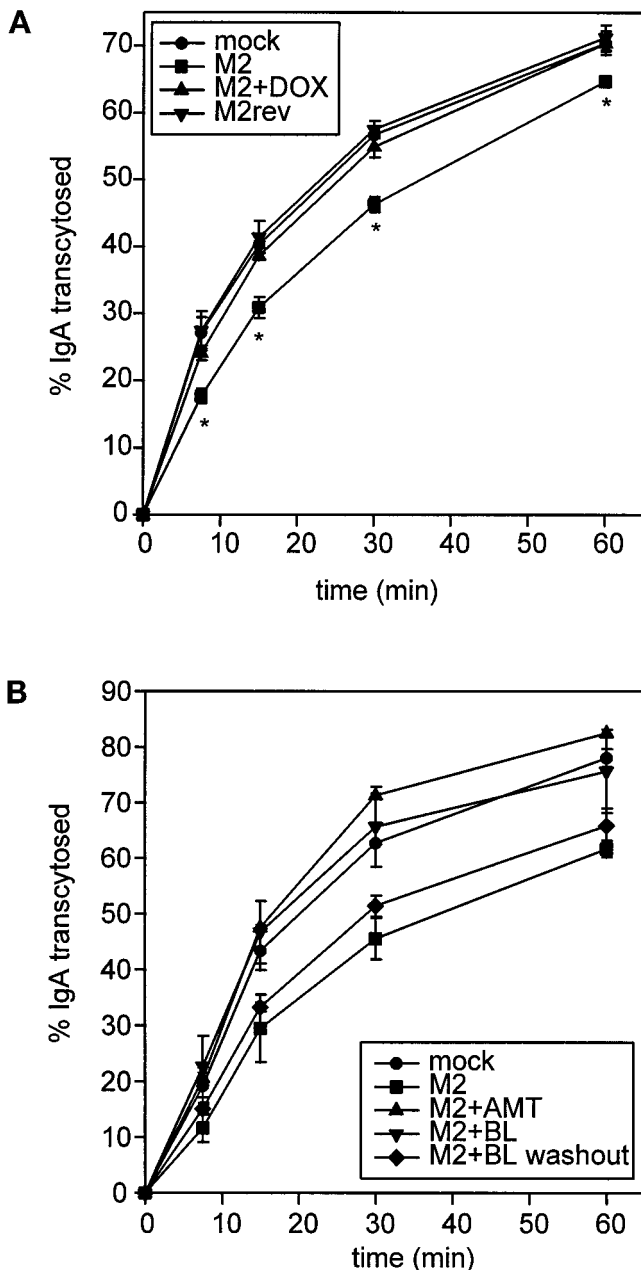 A
% IgA transcytosed
70
60
50
40
30
20
10
0
mock
M2
M2+DOX
M2rev
*
*
*
*
0
10
20
30
40
50
60
time (min)
B
% IgA transcytosed
90
80
70
60
50
40
30
20
10
0
mock
M2
M2+AMT
M2+BL
M2+BL washout
0
10
20
30
40
50
60
time (min)